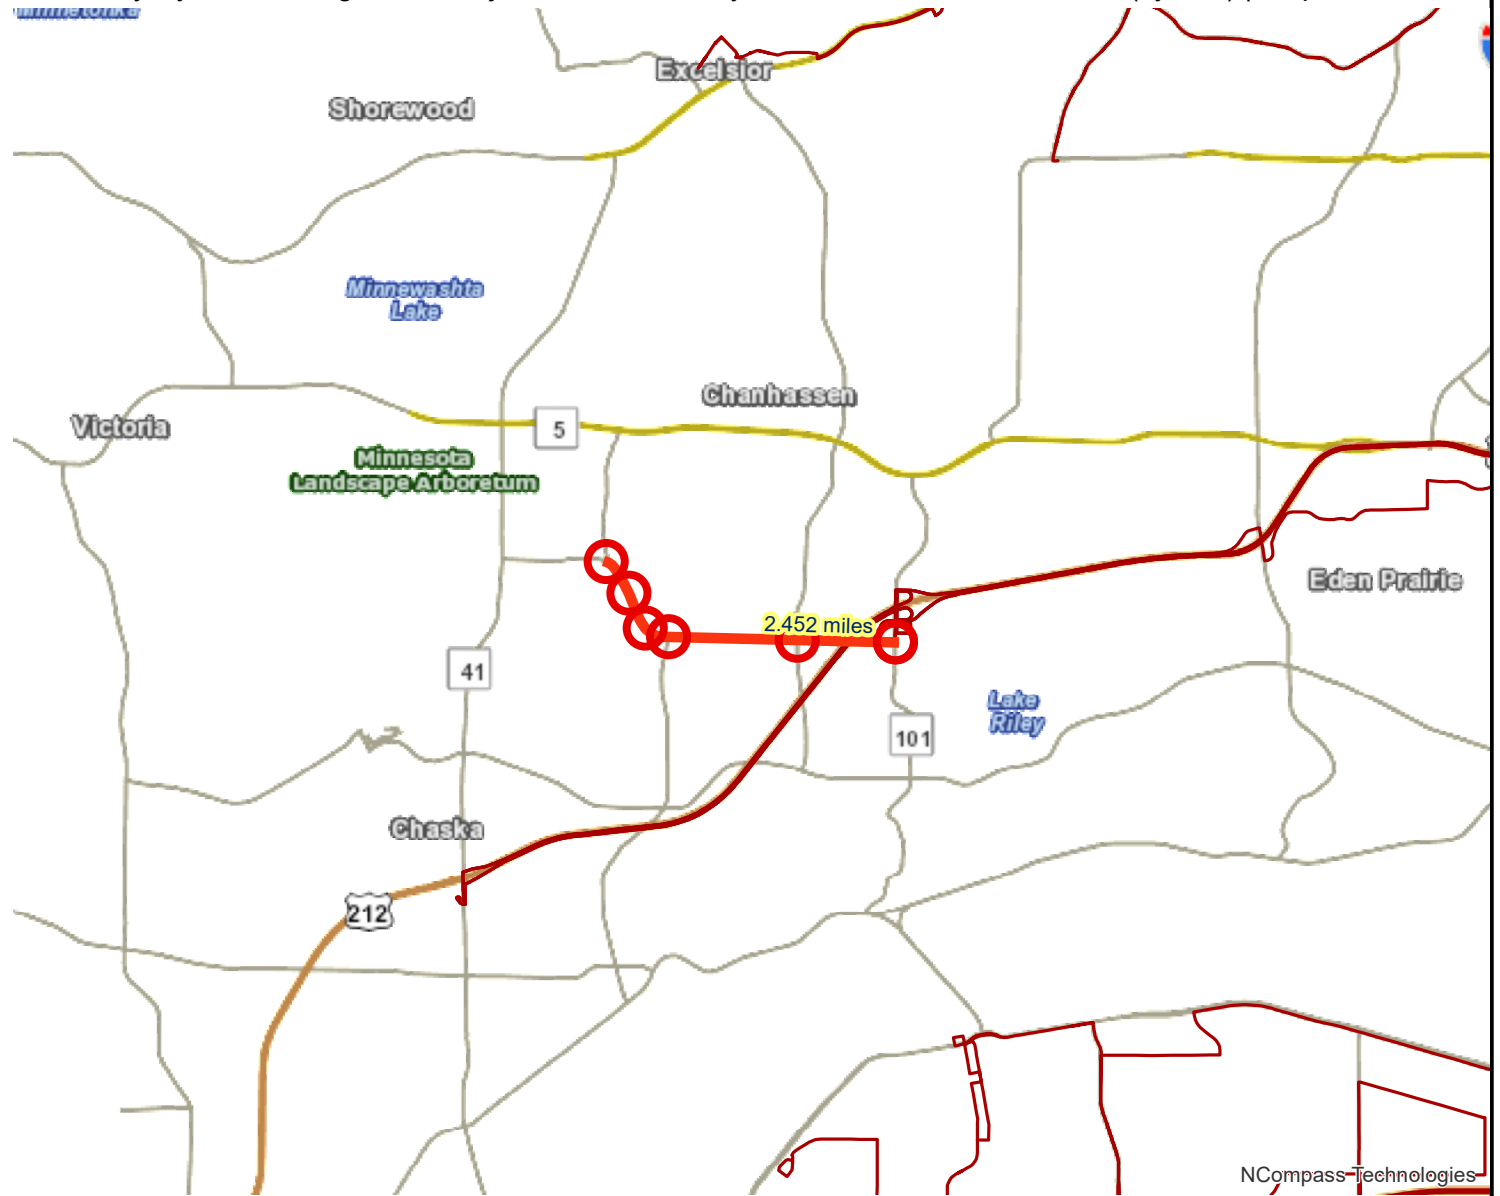 Minnetonka
Excelsior
Shorewood
Minnewashta
Lake
Chanhassen
Victoria
5
Minnesota
Landscape Arboretum
Eden Prairie
2.452 miles
41
Lake
Riley
101
Chaska
212
NCompass Technologies